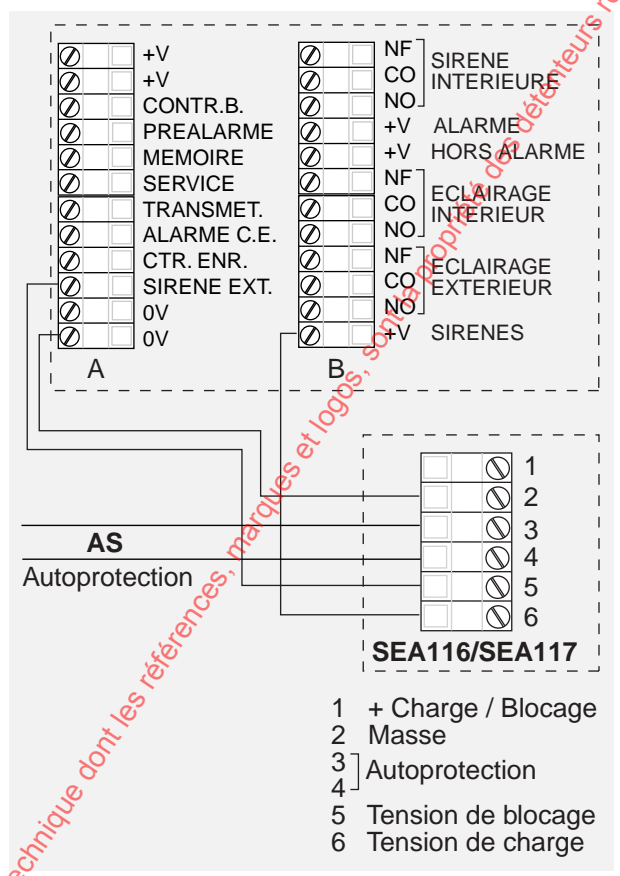 +V
+V
CONTR.B.
PREALARME
MEMOIRE
SERVICE
TRANSMET.
ALARME C.E.
CTR. ENR.
SIRENE EXT.
0V
0V
A
NF
CO
NO
SIRENE
INTERIEURE
+V ALARME
+V HORS ALARME
NF
CO
NO
ECLAIRAGE
INTERIEUR
NF
CO
NO
ECLAIRAGE
EXTERIEUR
+V SIRENES
B
1
2
3
4
5
6
AS
Autoprotection
SEA116/SEA117
1 + Charge / Blocage
2 Masse
3
4
Autoprotection
5 Tension de blocage
6 Tension de charge
technique dont les références, marques et logos, sont la propriété des détenteurs